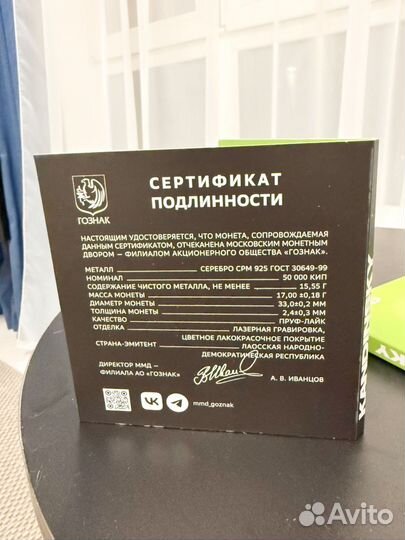 ГОЗНАК
СЕРТИФИКАТ
ПОДЛИННОСТИ
НАСТОЯЩИМ УДОСТОВЕРЯЕТСЯ, ЧТО МОНЕТА, СОПРОВОЖДАЕМАЯ
ДАННЫМ СЕРТИФИКАТОМ, ОТЧЕКАНЕНА МОСКОВСКИМ МОНЕТНЫМ
ДВОРОМ – ФИЛИАЛОМ АКЦИОНЕРНОГО ОБЩЕСТВА «ГОЗНАК».
МЕТАЛЛ СЕРЕБРО СРМ 925 ГОСТ 30649-99
НОМИНАЛ 50 000 КИП
СОДЕРЖАНИЕ ЧИСТОГО МЕТАЛЛА, НЕ МЕНЕЕ 15,55 Г
МАССА МОНЕТЫ 17,00 ±0,18 Г
ДИАМЕТР МОНЕТЫ 33,0±0,2 ММ
ТОЛЩИНА МОНЕТЫ 2,4±0,3 ММ
КАЧЕСТВО ПРУФ-ЛАЙК
ОТДЕЛКА ЛАЗЕРНАЯ ГРАВИРОВКА,
ЦВЕТНОЕ ЛАКОКРАСОЧНОЕ ПОКРЫТИЕ
СТРАНА-ЭМИТЕНТ ЛАОССКАЯ НАРОДНО-
ДЕМОКРАТИЧЕСКАЯ РЕСПУБЛИКА
ДИРЕКТОР ММД –
ФИЛИАЛА АО «ГОЗНАК» А. В. ИВАНЦОВ
mmd_goznak
Avito